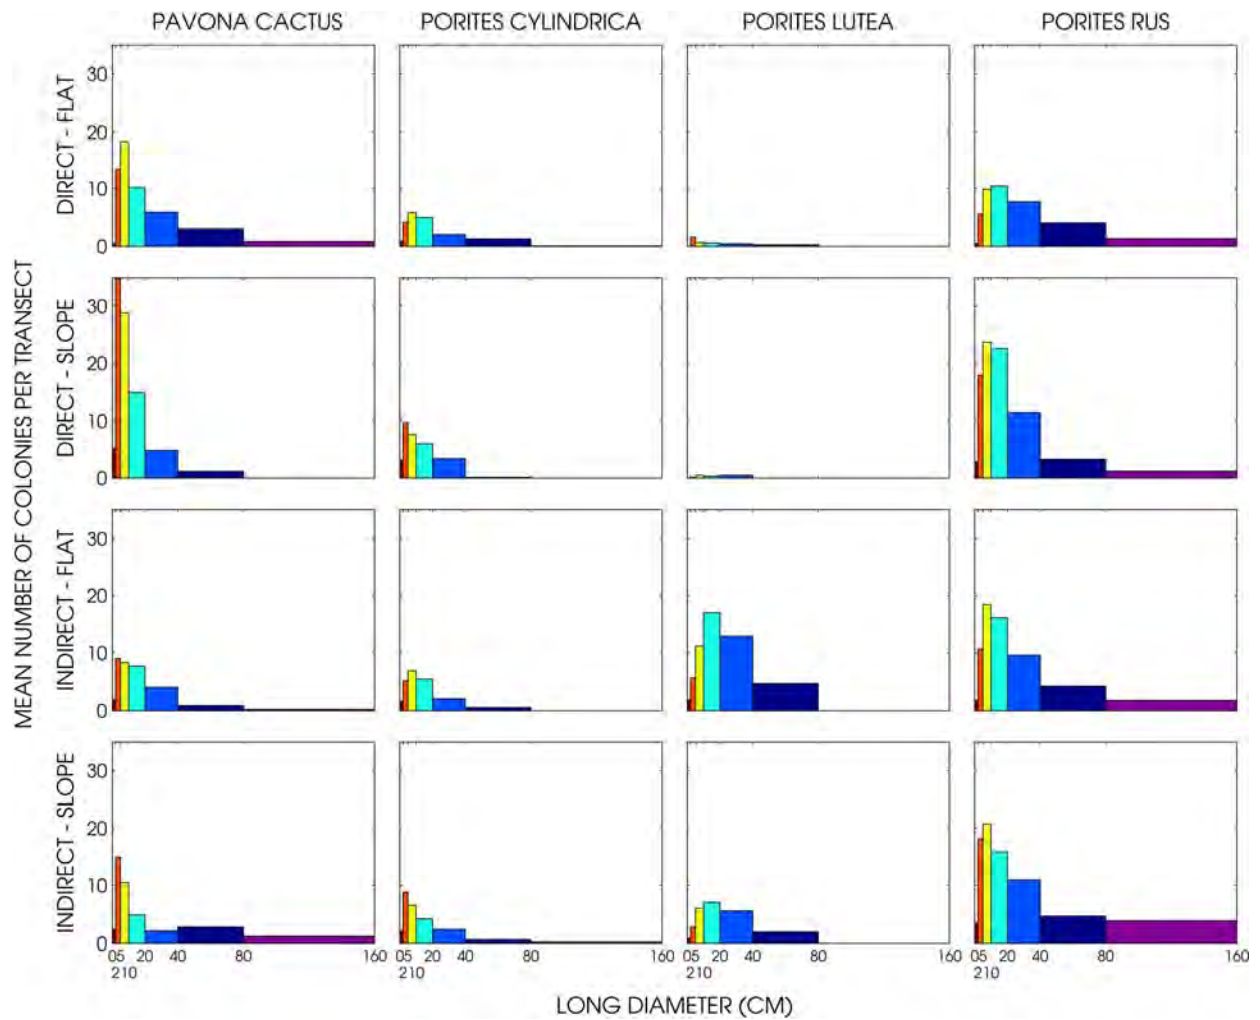 PAVONA CACTUS PORITES CYLINDRICA PORITES LUTEA PORITES RUS
MEAN NUMBER OF COLONIES PER TRANSECT
DIRECT - FLAT
30
20
10
0
DIRECT - SLOPE
30
20
10
0
INDIRECT - FLAT
30
20
10
0
INDIRECT - SLOPE
30
20
10
0
05 20 40 80 160 05 20 40 80 160 05 20 40 80 160 05 20 40 80 160
210 210 210 210
LONG DIAMETER (CM)